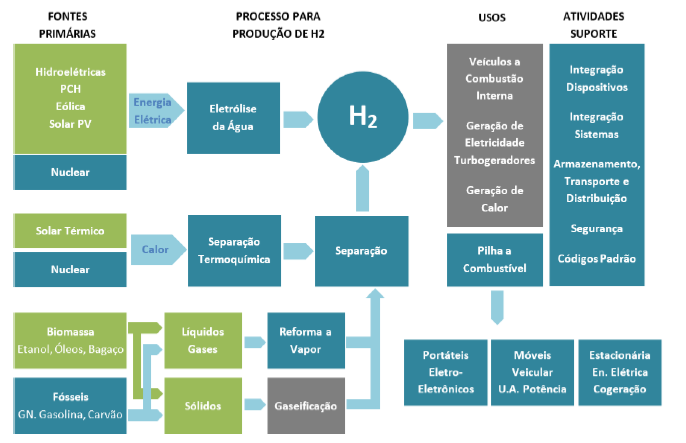 FONTES
PRIMÁRIAS
PROCESSO PARA
PRODUÇÃO DE H2
USOS
ATIVIDADES
SUPORTE
Hidroelétricas
PCH
Eólica
Solar PV
Nuclear
Energia
Elétrica
Eletrólise
da Água
H2
Veículos a
Combustão
Interna
Geração de
Eletricidade
Turbogeradores
Geração de
Calor
Pilha a
Combustível
Integração
Dispositivos
Integração
Sistemas
Armazenamento,
Transporte e
Distribuição
Segurança
Códigos Padrão
Solar Térmico
Nuclear
Calor
Separação
Termoquímica
Separação
Biomassa
Etanol, Óleos, Bagaço
Fósseis
GN. Gasolina, Carvão
Líquidos
Gases
Sólidos
Reforma a
Vapor
Gaseificação
Portáteis
Eletro-
Eletrônicos
Móveis
Veicular
U.A. Potência
Estacionária
En. Elétrica
Cogeração